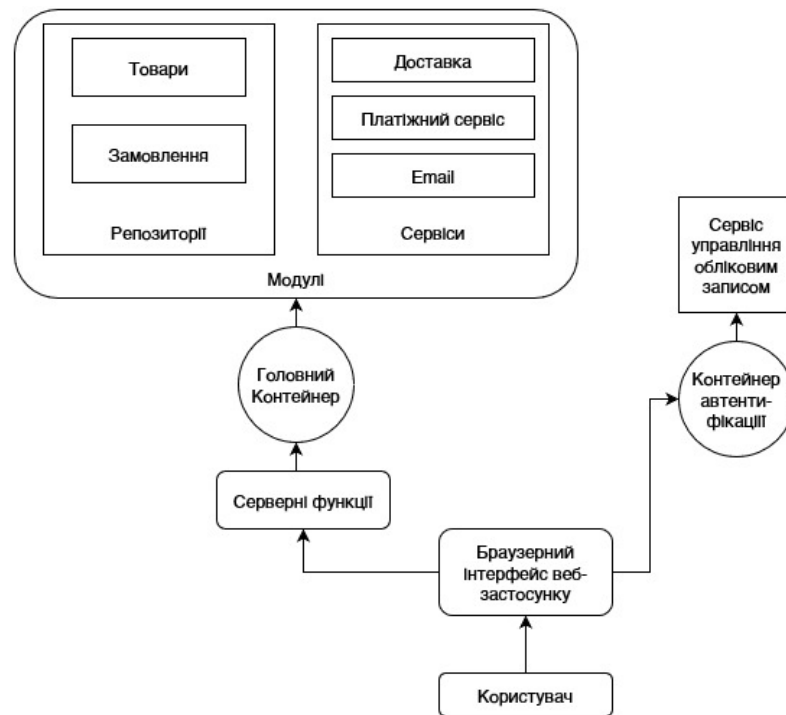 Товари
Замовлення
Репозиторії
Доставка
Платіжний сервіс
Email
Сервіси
Модулі
Головний
Контейнер
Серверні функції
Сервіс
управління
обліковим
записом
Контейнер
автенти-
фікаціїї
Браузерний
інтерфейс веб-
застосунку
Користувач